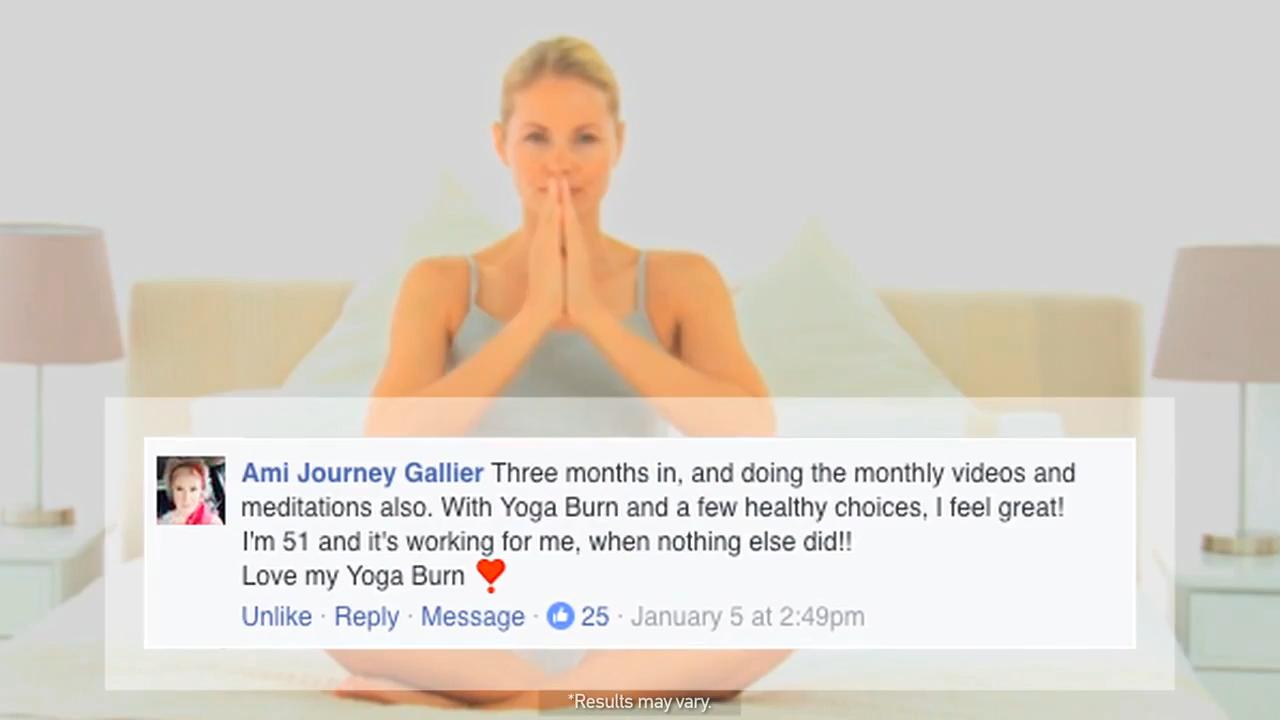 Ami Journey Gallier Three months in, and doing the monthly videos and
meditations also. With Yoga Burn and a few healthy choices, I feel great!
I'm 51 and it's working for me, when nothing else did!!
Love my Yoga Burn ❣
Unlike · Reply · Message · 25 · January 5 at 2:49pm
*Results may vary.